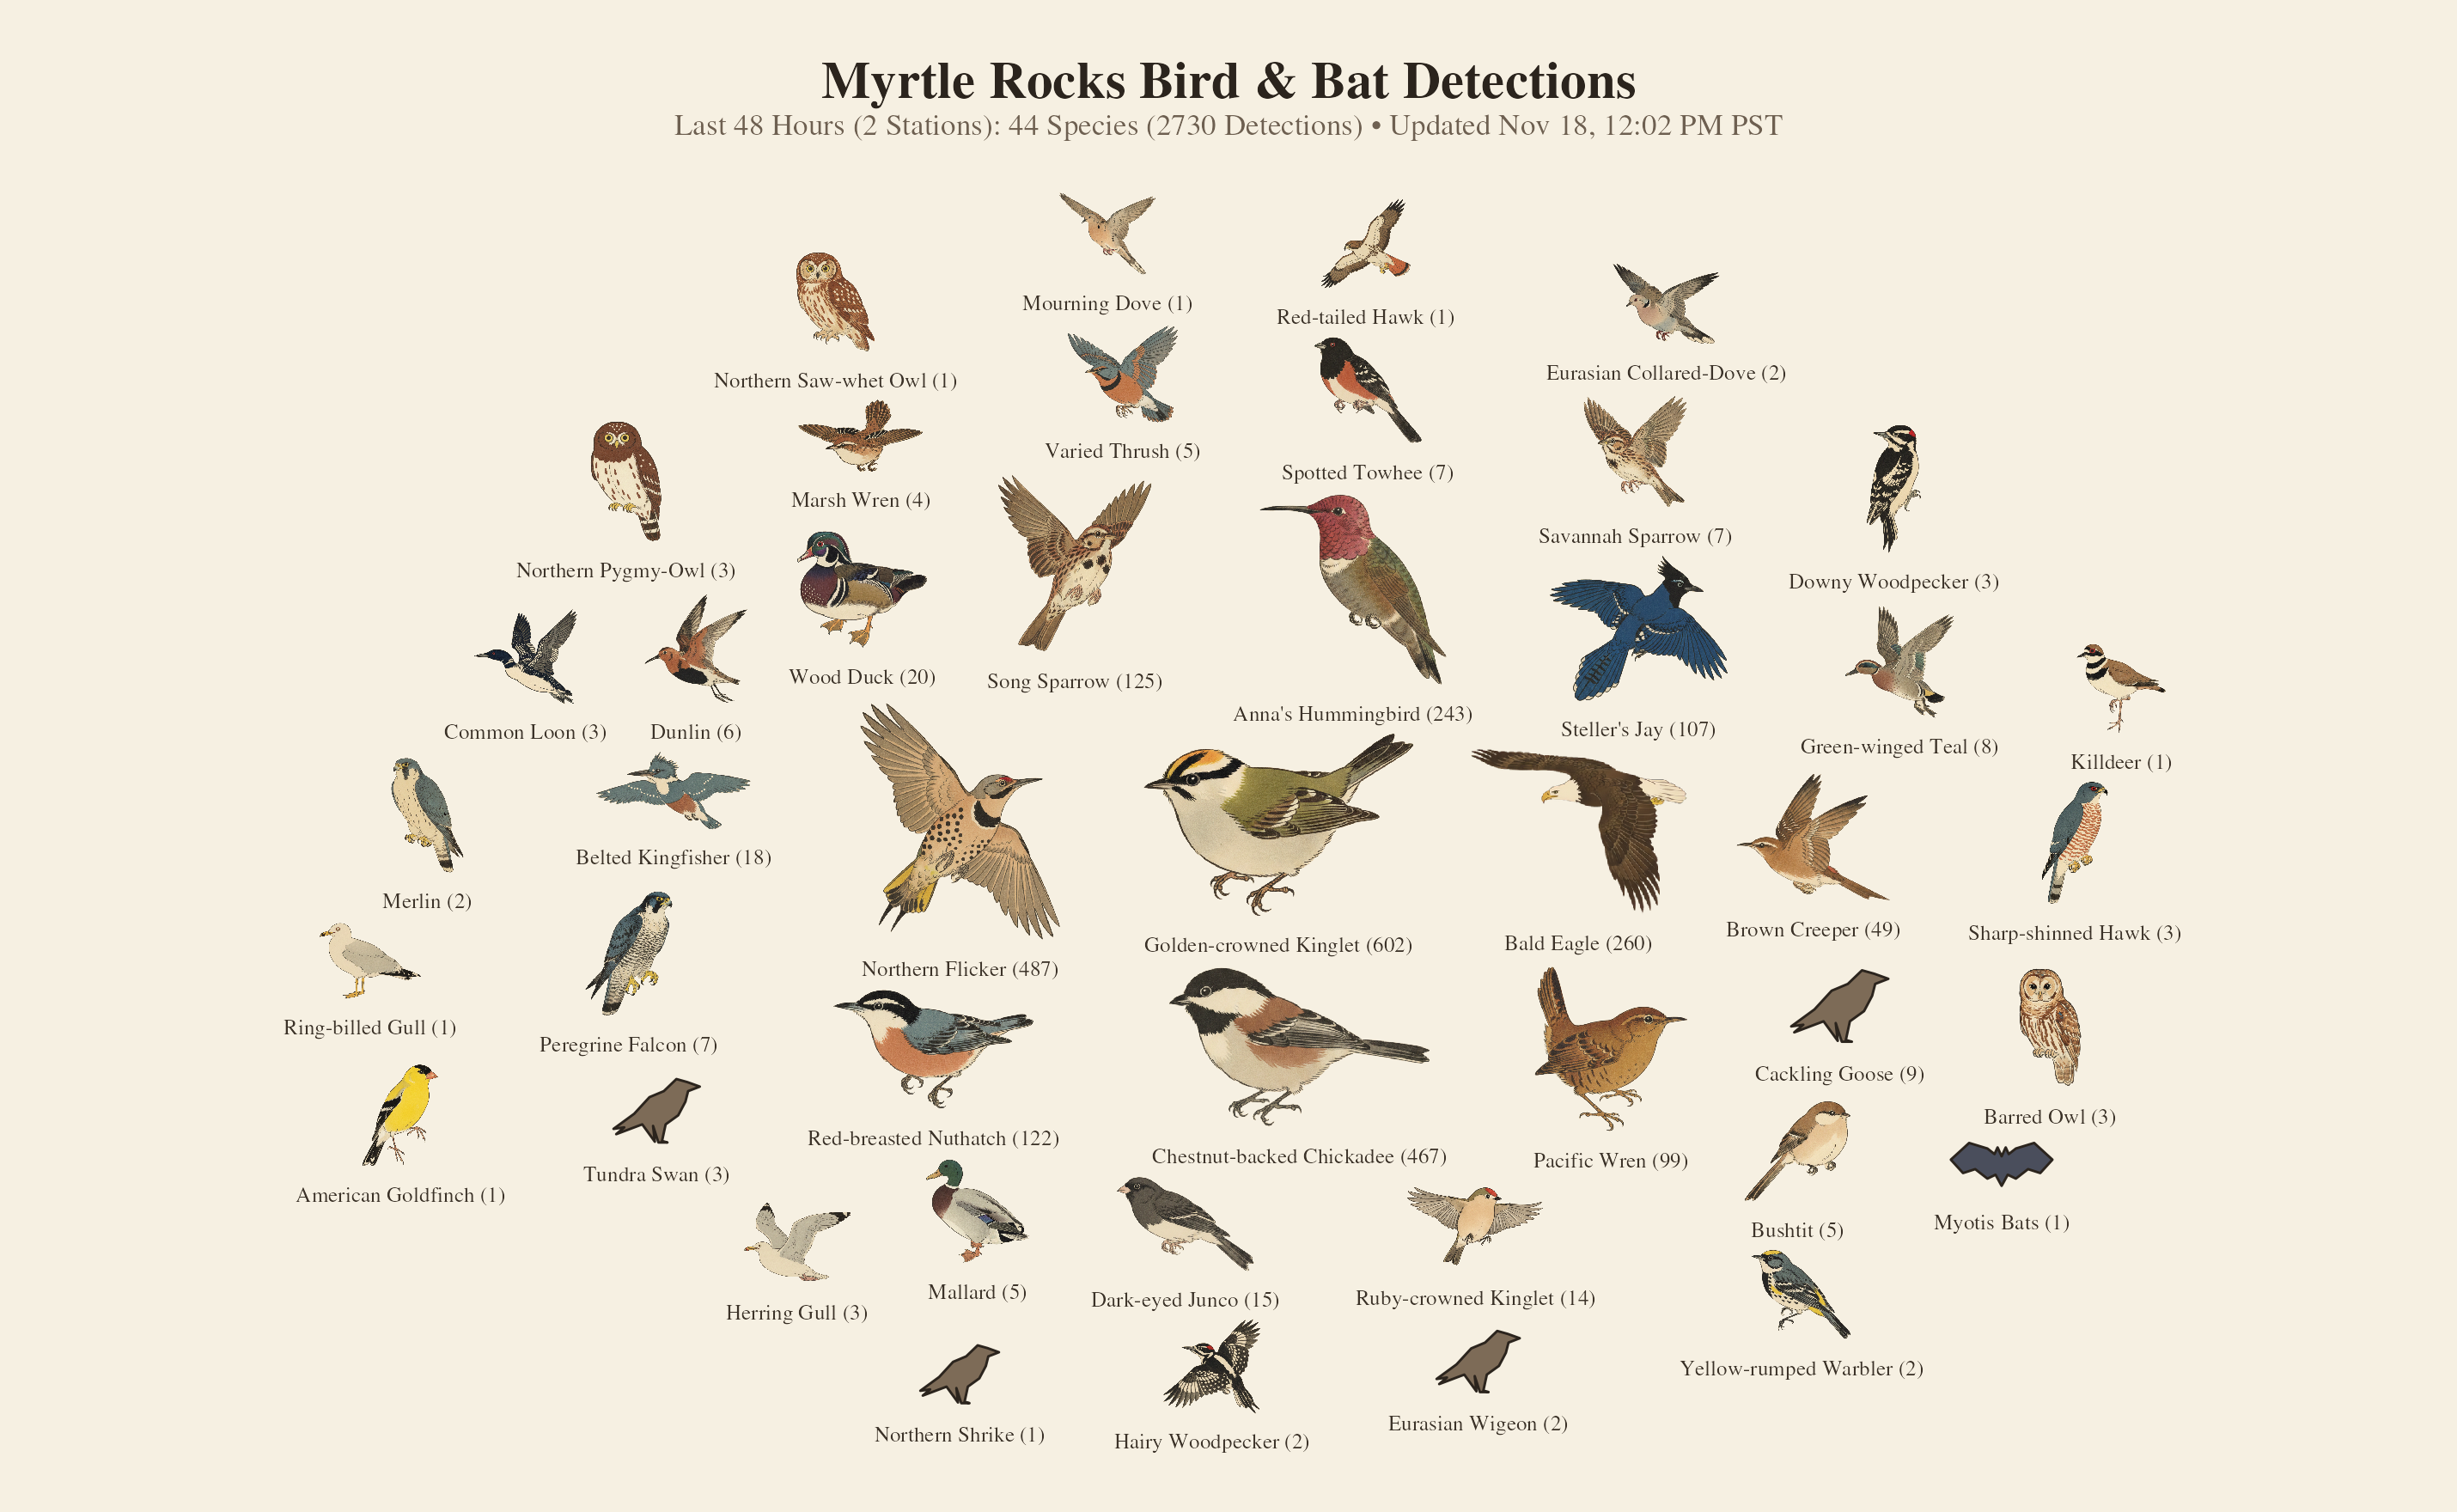 Myrtle Rocks Bird & Bat Detections
Last 48 Hours (2 Stations): 44 Species (2730 Detections) • Updated Nov 18, 12:02 PM PST
Mourning Dove (1)
Red-tailed Hawk (1)
Eurasian Collared-Dove (2)
Northern Saw-whet Owl (1)
Varied Thrush (5)
Spotted Towhee (7)
Marsh Wren (4)
Savannah Sparrow (7)
Northern Pygmy-Owl (3)
Downy Woodpecker (3)
Wood Duck (20)
Song Sparrow (125)
Anna's Hummingbird (243)
Steller's Jay (107)
Common Loon (3)
Dunlin (6)
Green-winged Teal (8)
Killdeer (1)
Belted Kingfisher (18)
Merlin (2)
Brown Creeper (49)
Sharp-shinned Hawk (3)
Golden-crowned Kinglet (602)
Bald Eagle (260)
Northern Flicker (487)
Ring-billed Gull (1)
Peregrine Falcon (7)
Cackling Goose (9)
Barred Owl (3)
Red-breasted Nuthatch (122)
Chestnut-backed Chickadee (467)
Pacific Wren (99)
Tundra Swan (3)
American Goldfinch (1)
Myotis Bats (1)
Bushtit (5)
Mallard (5)
Dark-eyed Junco (15)
Ruby-crowned Kinglet (14)
Herring Gull (3)
Yellow-rumped Warbler (2)
Eurasian Wigeon (2)
Northern Shrike (1)
Hairy Woodpecker (2)